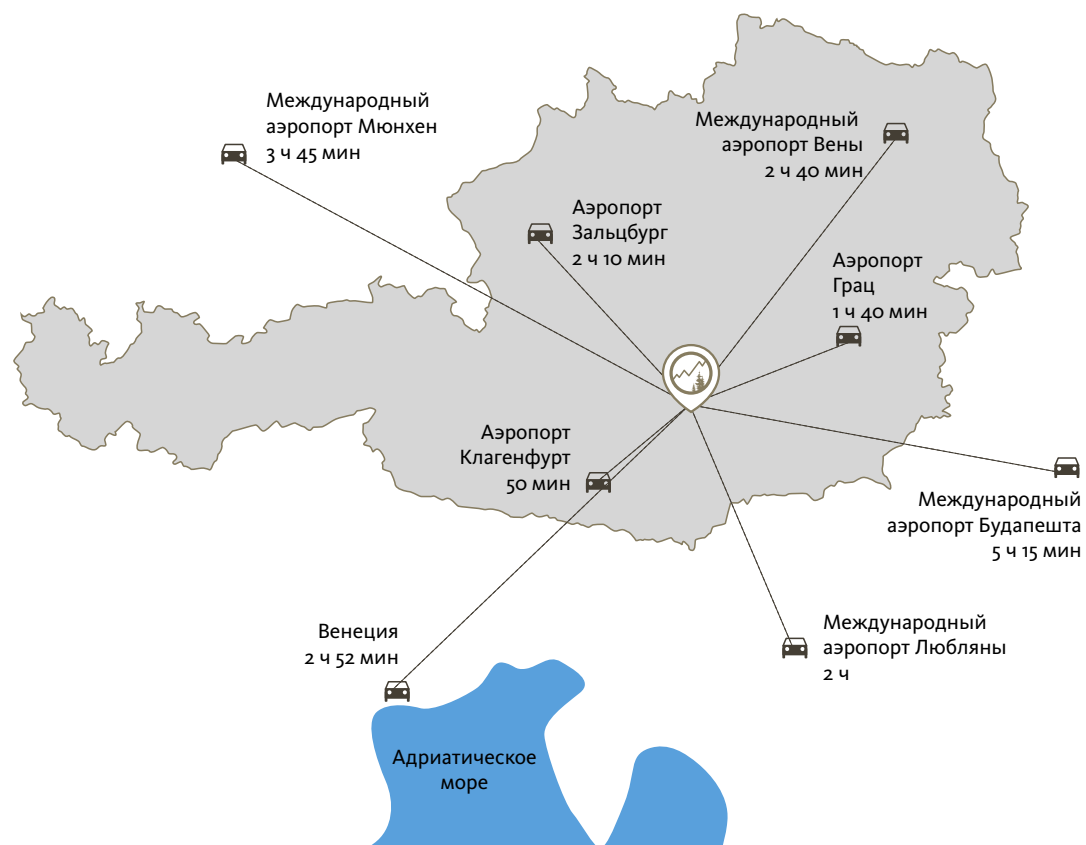 Международный
аэропорт Мюнхен
3 ч 45 мин
Международный
аэропорт Вены
2 ч 40 мин
Аэропорт
Зальцбург
2 ч 10 мин
Аэропорт
Грац
1 ч 40 мин
Аэропорт
Клагенфурт
50 мин
Международный
аэропорт Будапешта
5 ч 15 мин
Венеция
2 ч 52 мин
Международный
аэропорт Любляны
2 ч
Адриатическое
море